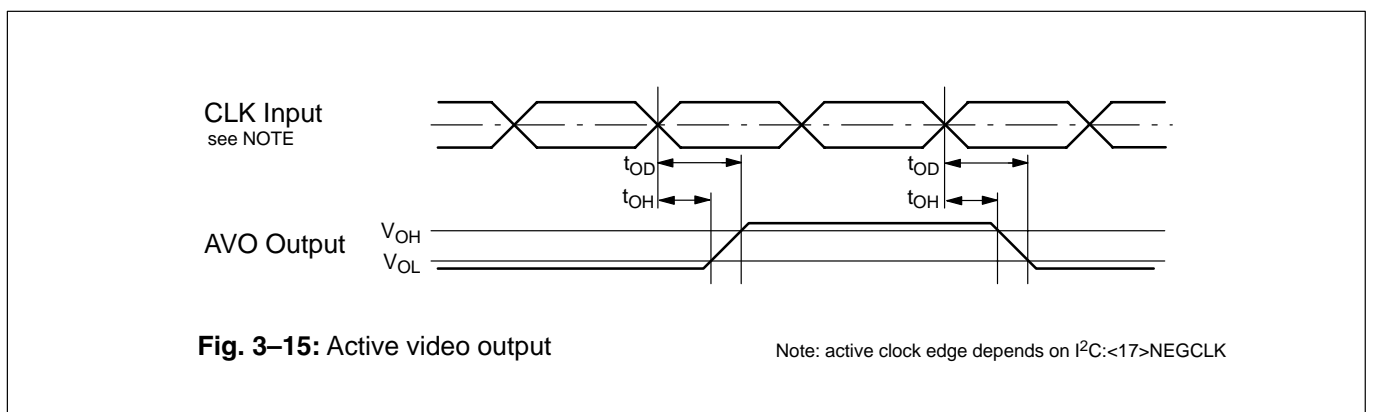 CLK Input
see NOTE
tOD
tOD
tOH
tOH
AVO Output
VOH
VOL
Fig. 3–15: Active video output
Note: active clock edge depends on I²C:<17>NEGCLK